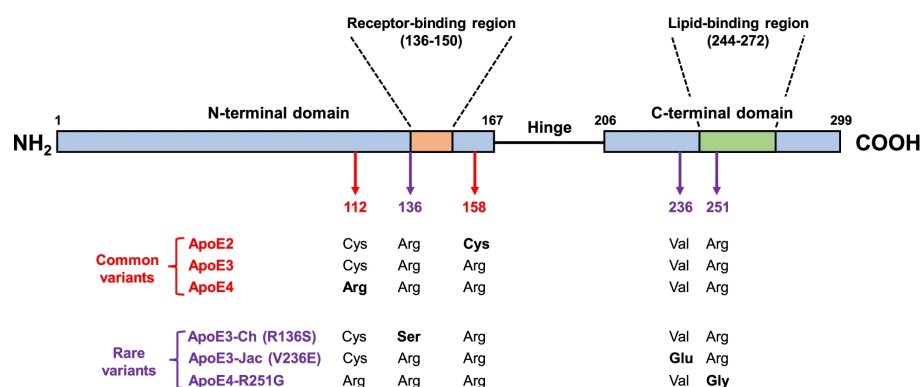 Receptor-binding region Lipid-binding region
(136-150) (244-272)
1 N-terminal domain 167 Hinge 206 C-terminal domain 299
NH2 COOH
112 136 158 236 251
Common variants
ApoE2 Cys Arg Cys Val Arg
ApoE3 Cys Arg Arg Val Arg
ApoE4 Arg Arg Arg Val Arg
Rare variants
ApoE3-Ch (R136S) Cys Ser Arg Val Arg
ApoE3-Jac (V236E) Cys Arg Arg Glu Arg
ApoE4-R251G Arg Arg Arg Val Gly